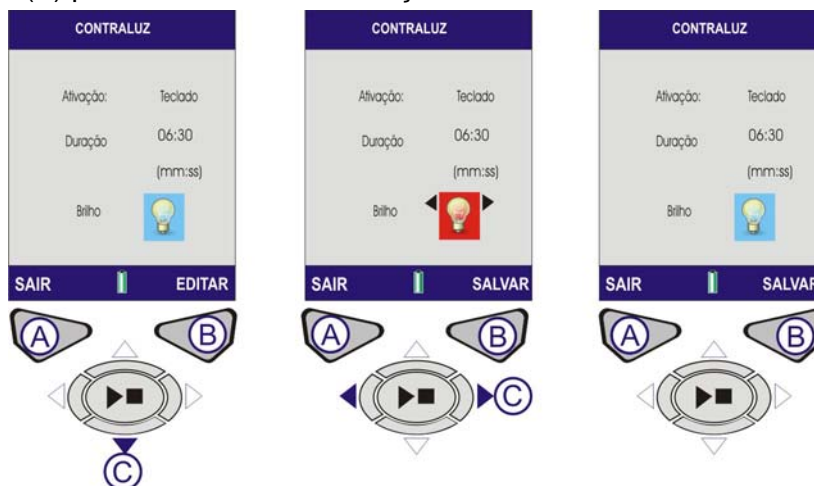 CONTRALUZ
Ativação: Teclado
Duração 06:30
(mm:ss)
Brilho
SAIR EDITAR
A B
C
CONTRALUZ
Ativação: Teclado
Duração 06:30
(mm:ss)
Brilho
SAIR SALVAR
A B
C
CONTRALUZ
Ativação: Teclado
Duração 06:30
(mm:ss)
Brilho
SAIR SALVAR
A B